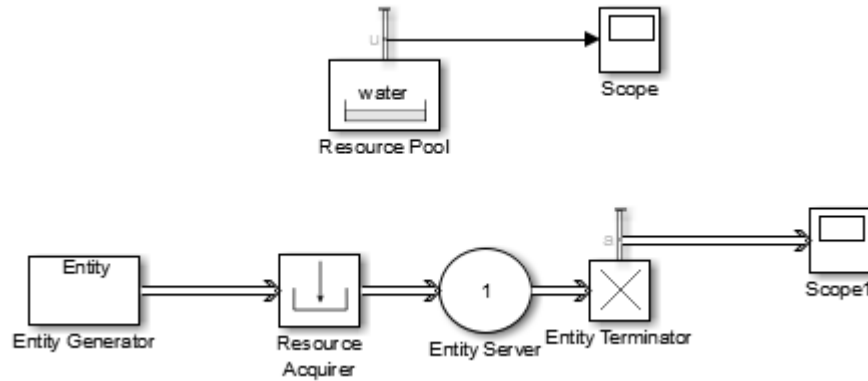 u
Scope
water
Resource Pool
a
Scope1
Entity
Entity Generator
Resource
Acquirer
1
Entity Server
Entity Terminator